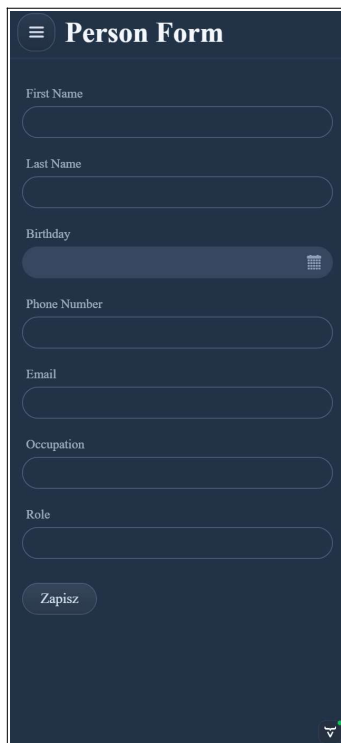 Person Form
First Name
Last Name
Birthday
Phone Number
Email
Occupation
Role
Zapisz